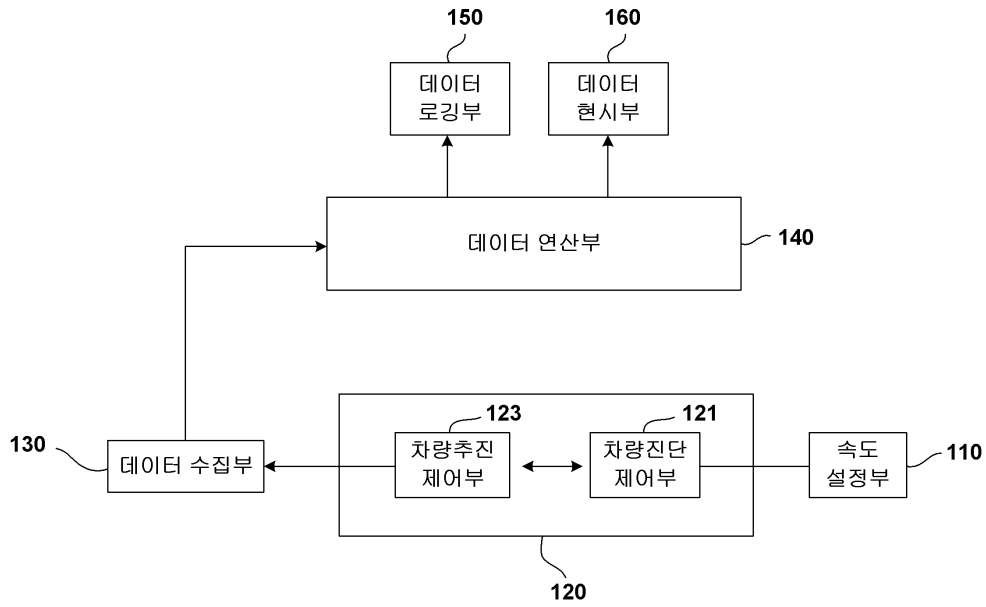 150
160
데이터
로깅부
데이터
현시부
데이터 연산부
140
123
121
130
데이터 수집부
차량추진
제어부
차량진단
제어부
속도
설정부
110
120